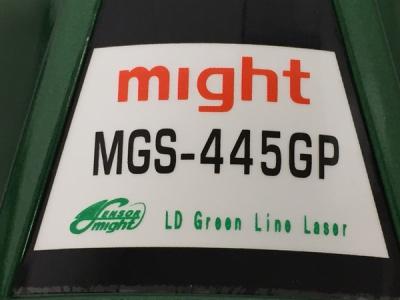 might
MGS-445GP
SENSOR might LD Green Line Laser